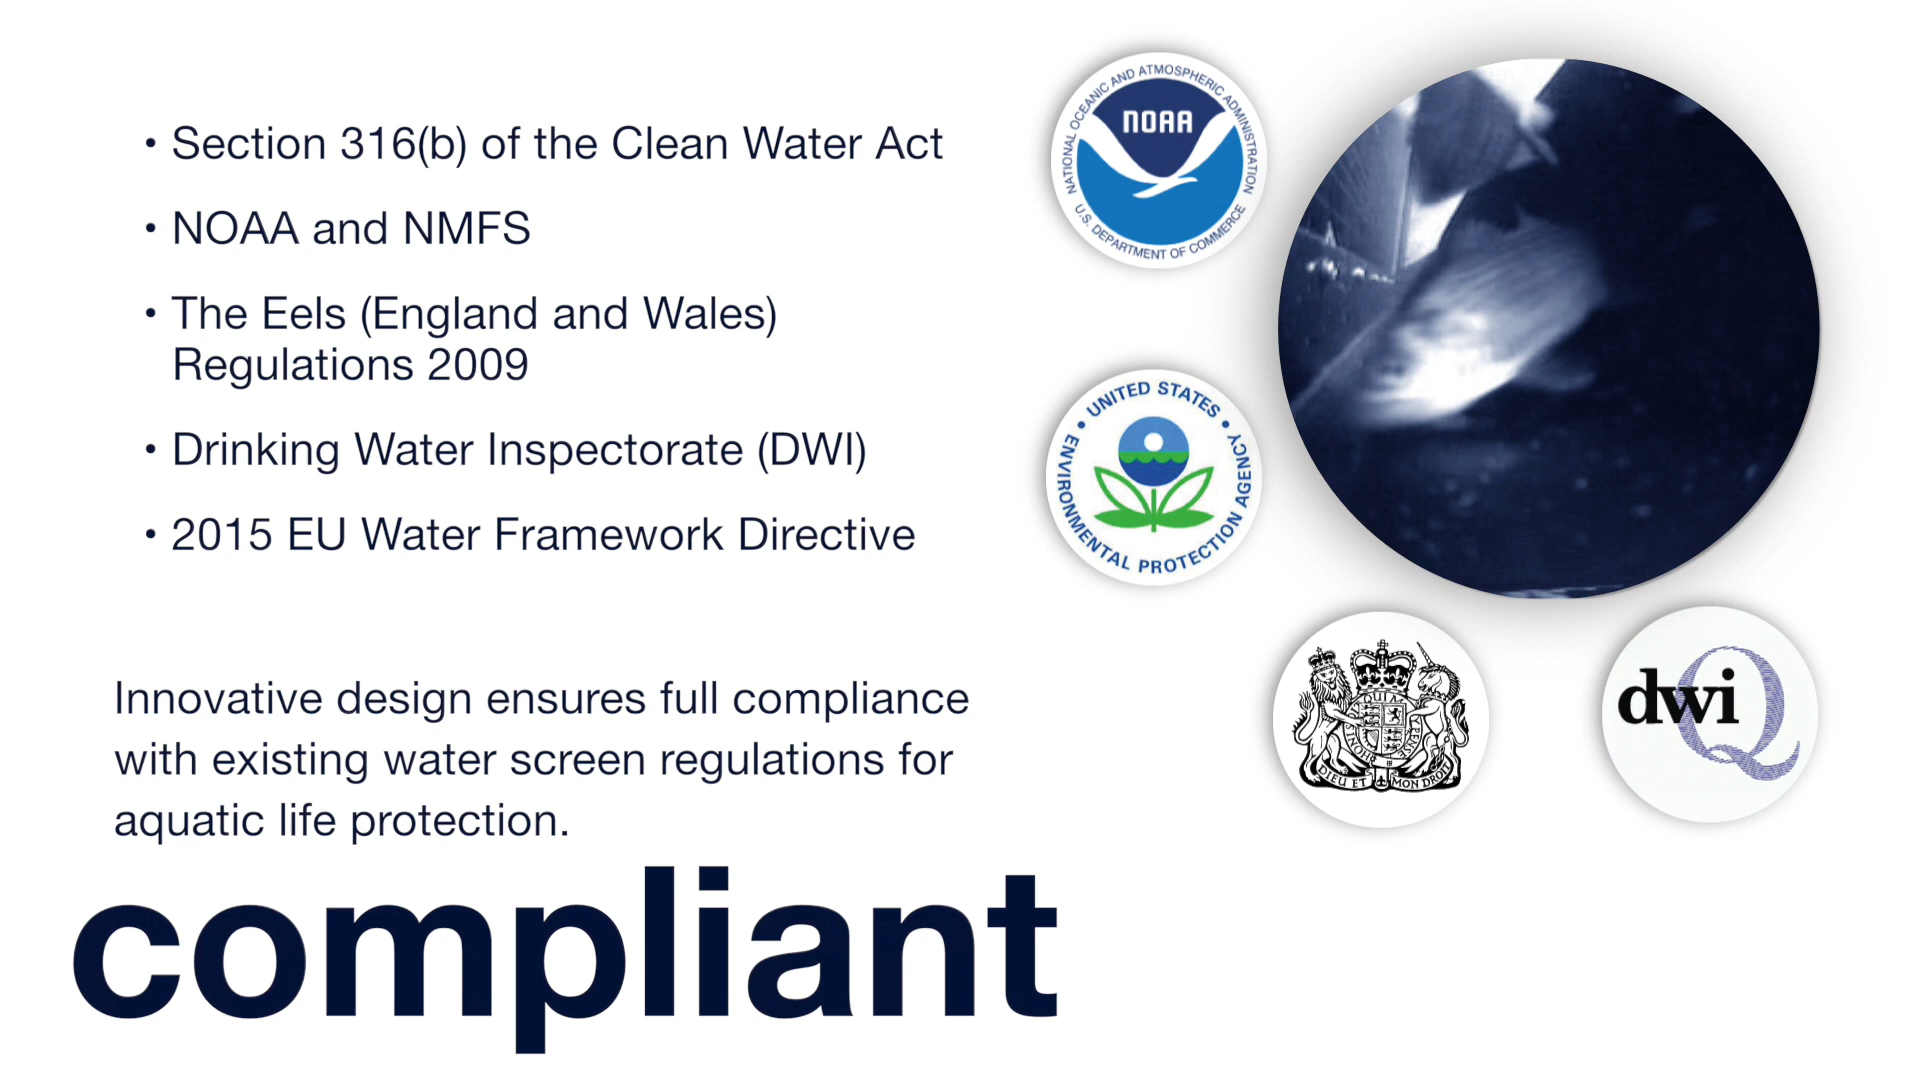 • Section 316(b) of the Clean Water Act
• NOAA and NMFS
• The Eels (England and Wales)
Regulations 2009
• Drinking Water Inspectorate (DWI)
• 2015 EU Water Framework Directive
Innovative design ensures full compliance
with existing water screen regulations for
aquatic life protection.
compliant
NATIONAL OCEANIC AND ATMOSPHERIC ADMINISTRATION
NOAA
U.S. DEPARTMENT OF COMMERCE
• UNITED STATES •
ENVIRONMENTAL PROTECTION AGENCY
DIEU ET MON DROIT
dwi
Q